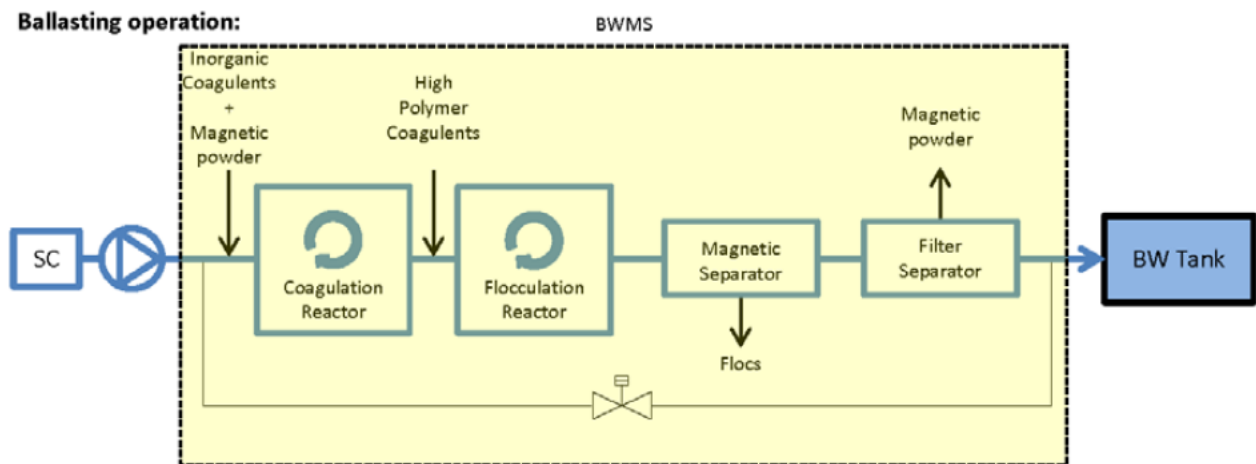 Ballasting operation:
BWMS
Inorganic
Coagulents
+
Magnetic
powder
High
Polymer
Coagulents
Magnetic
powder
SC
Coagulation
Reactor
Flocculation
Reactor
Magnetic
Separator
Filter
Separator
BW Tank
Flocs